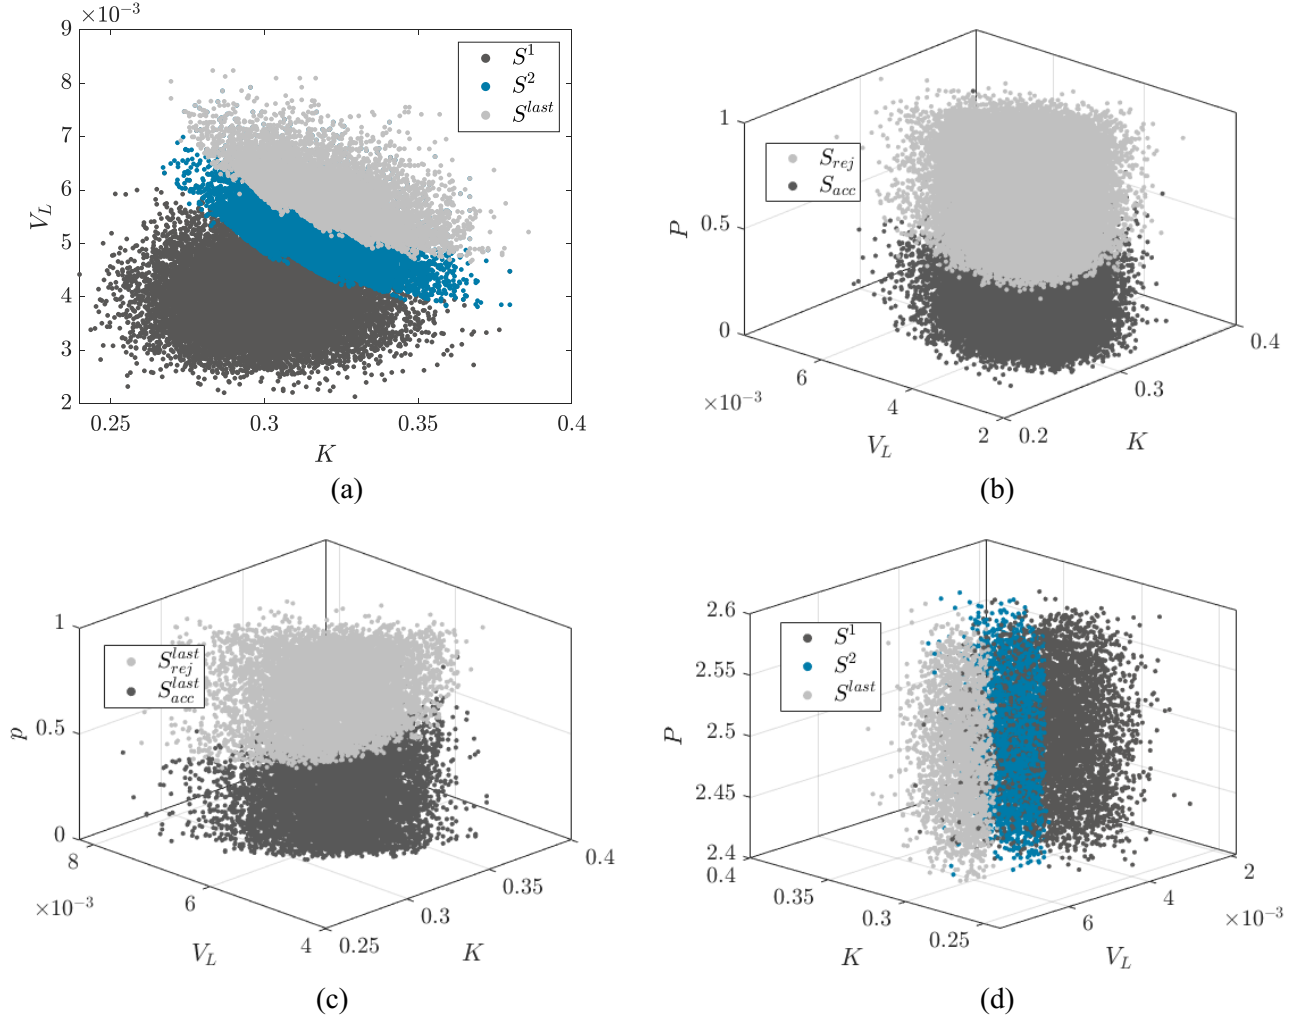 ×10⁻³
9
8
7
6
5
4
3
2
V_L
0.25 0.3 0.35 0.4
K
S¹
S²
S^last
(a)
1
0.5
0
P
S_rej
S_acc
×10⁻³
6
4
2
V_L
0.2
0.3
0.4
K
(b)
1
0.5
0
p
S_rej^last
S_acc^last
8
6
4
×10⁻³
V_L
0.25
0.3
0.35
0.4
K
(c)
2.6
2.55
2.5
2.45
2.4
P
S¹
S²
S^last
0.4
0.35
0.3
0.25
K
6
4
2
×10⁻³
V_L
(d)